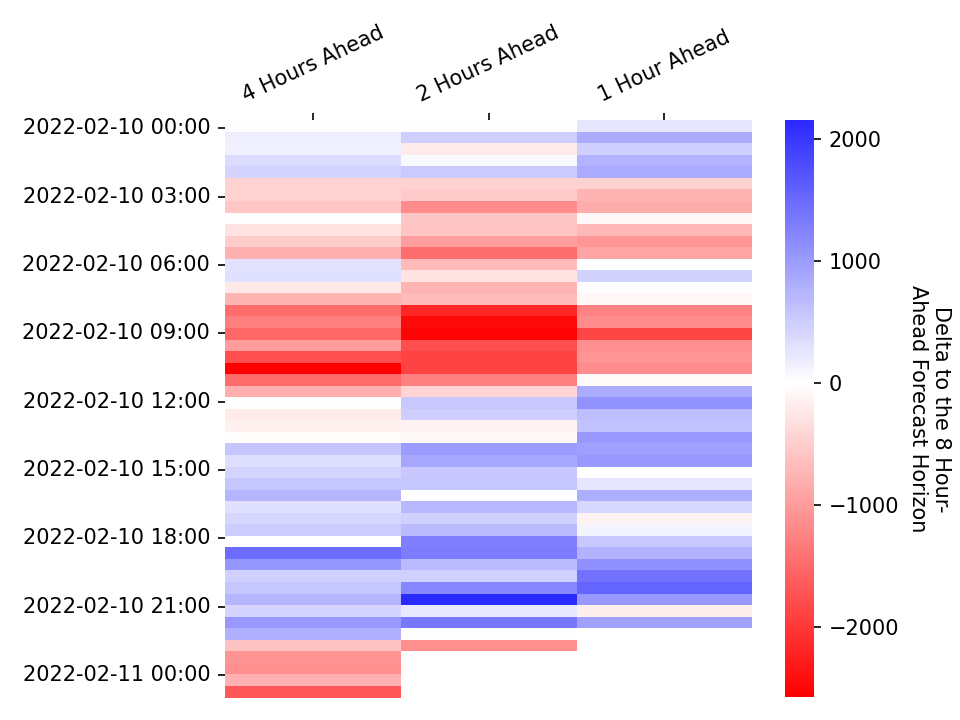 4 Hours Ahead
2 Hours Ahead
1 Hour Ahead
2022-02-10 00:00
2022-02-10 03:00
2022-02-10 06:00
2022-02-10 09:00
2022-02-10 12:00
2022-02-10 15:00
2022-02-10 18:00
2022-02-10 21:00
2022-02-11 00:00
2000
1000
0
−1000
−2000
Delta to the 8 Hour-
Ahead Forecast Horizon